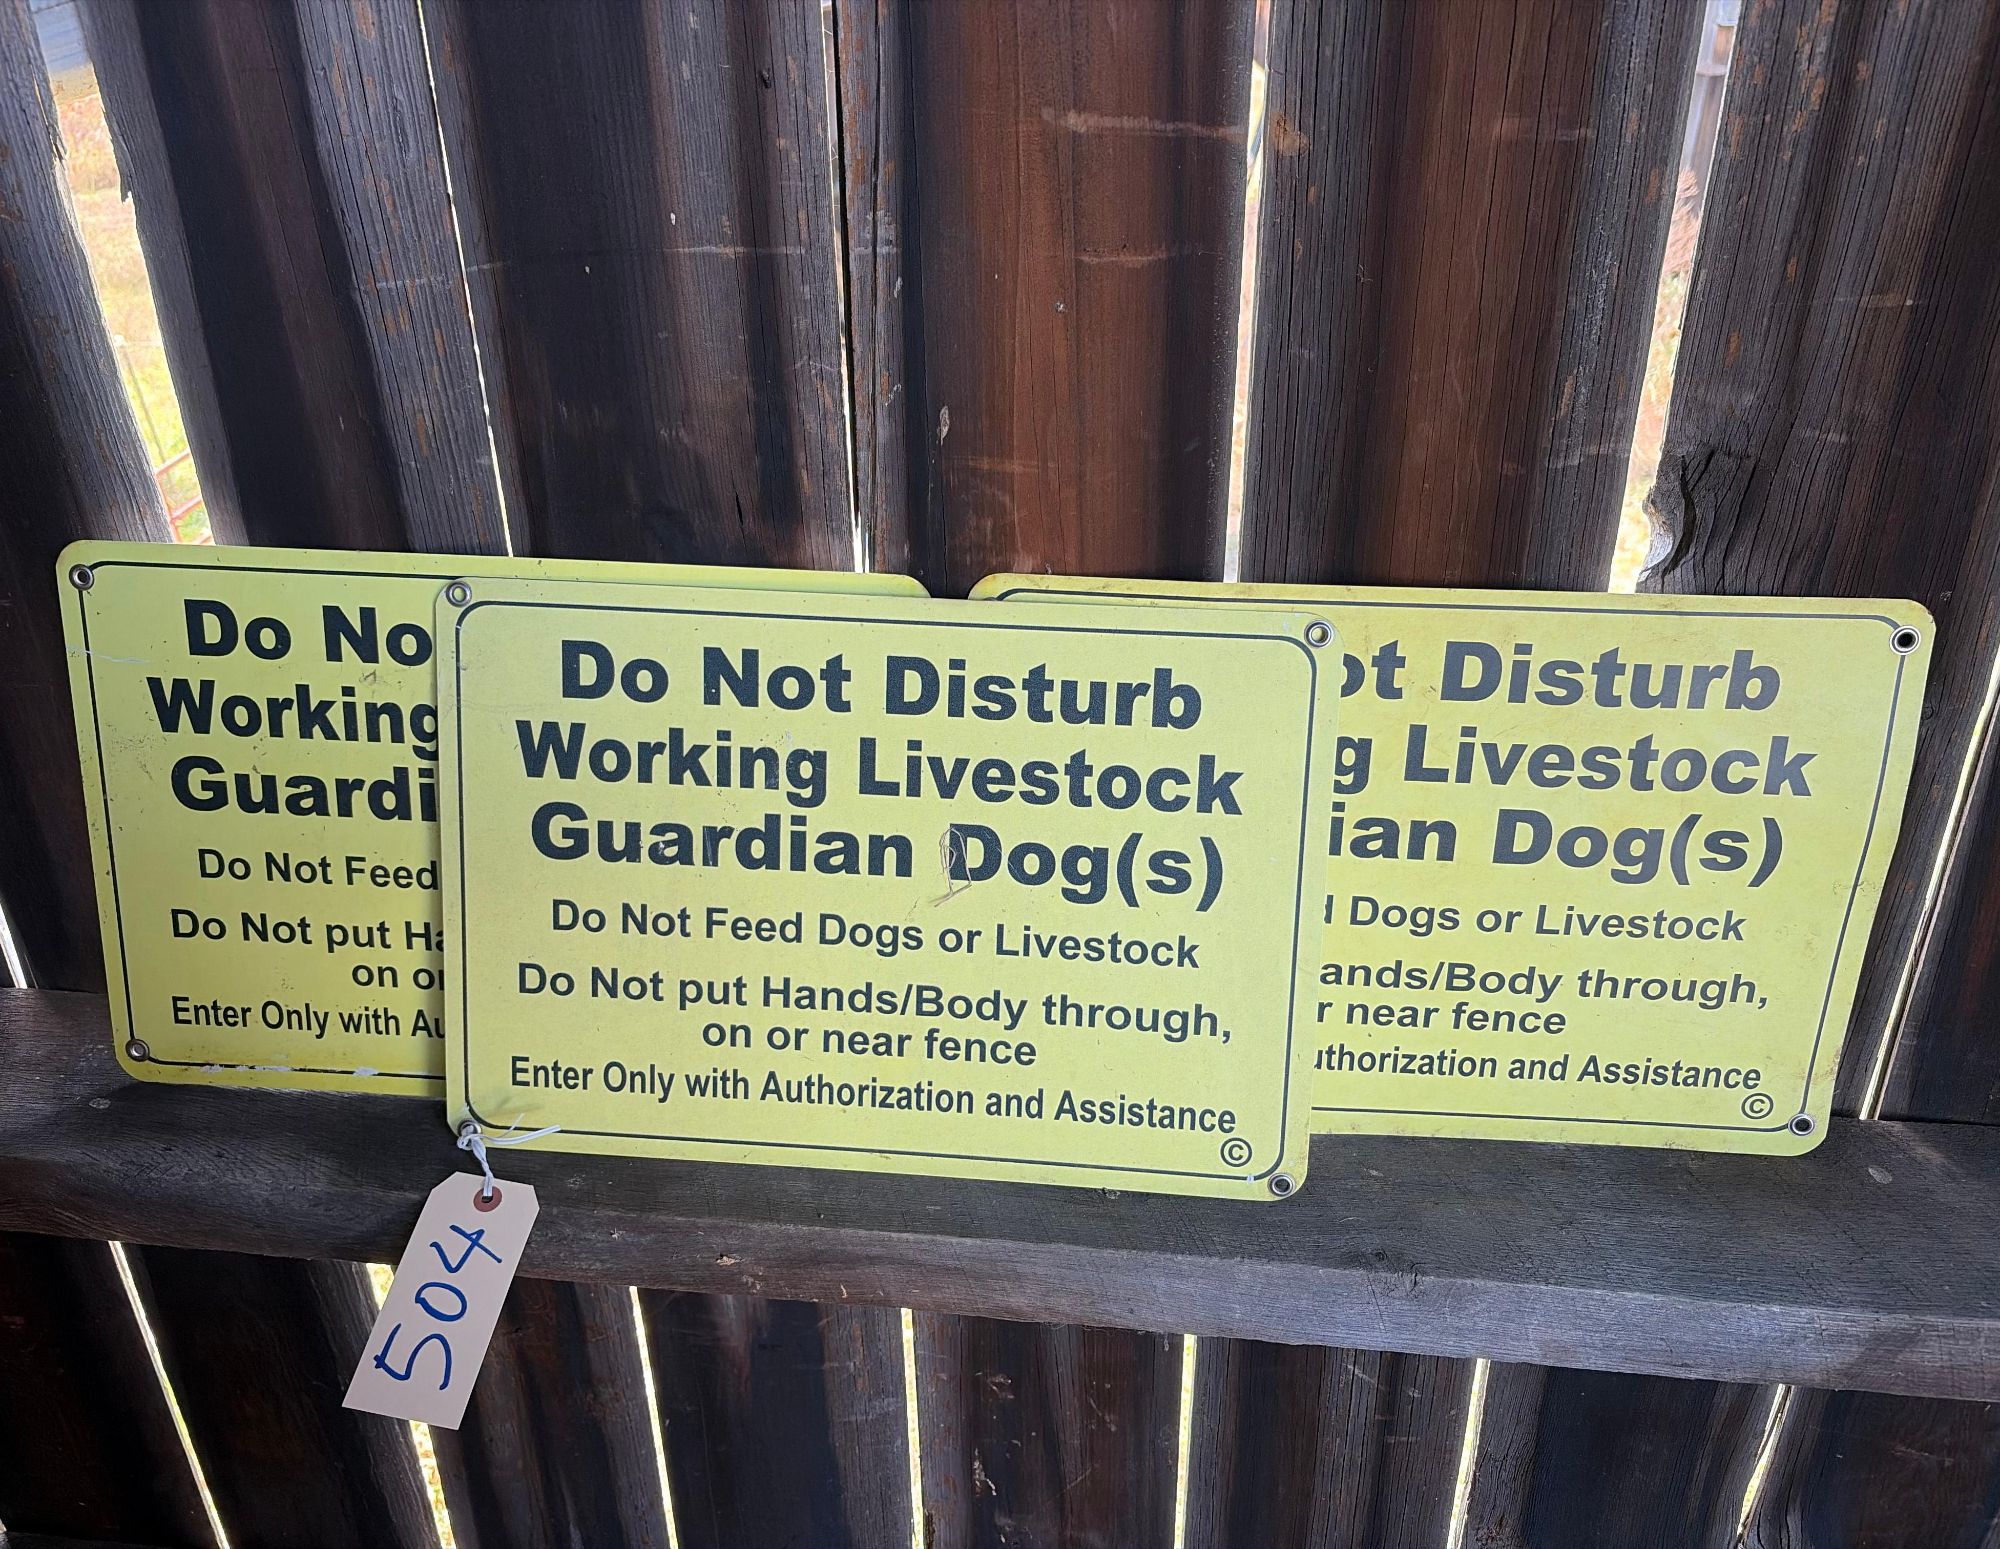 Do No
Working
Guardi
Do Not Feed
Do Not put Ha
on or
Enter Only with Au
Do Not Disturb
Working Livestock
Guardian Dog(s)
Do Not Feed Dogs or Livestock
Do Not put Hands/Body through,
on or near fence
Enter Only with Authorization and Assistance
©
ot Disturb
g Livestock
ian Dog(s)
d Dogs or Livestock
ands/Body through,
r near fence
uthorization and Assistance
©
504